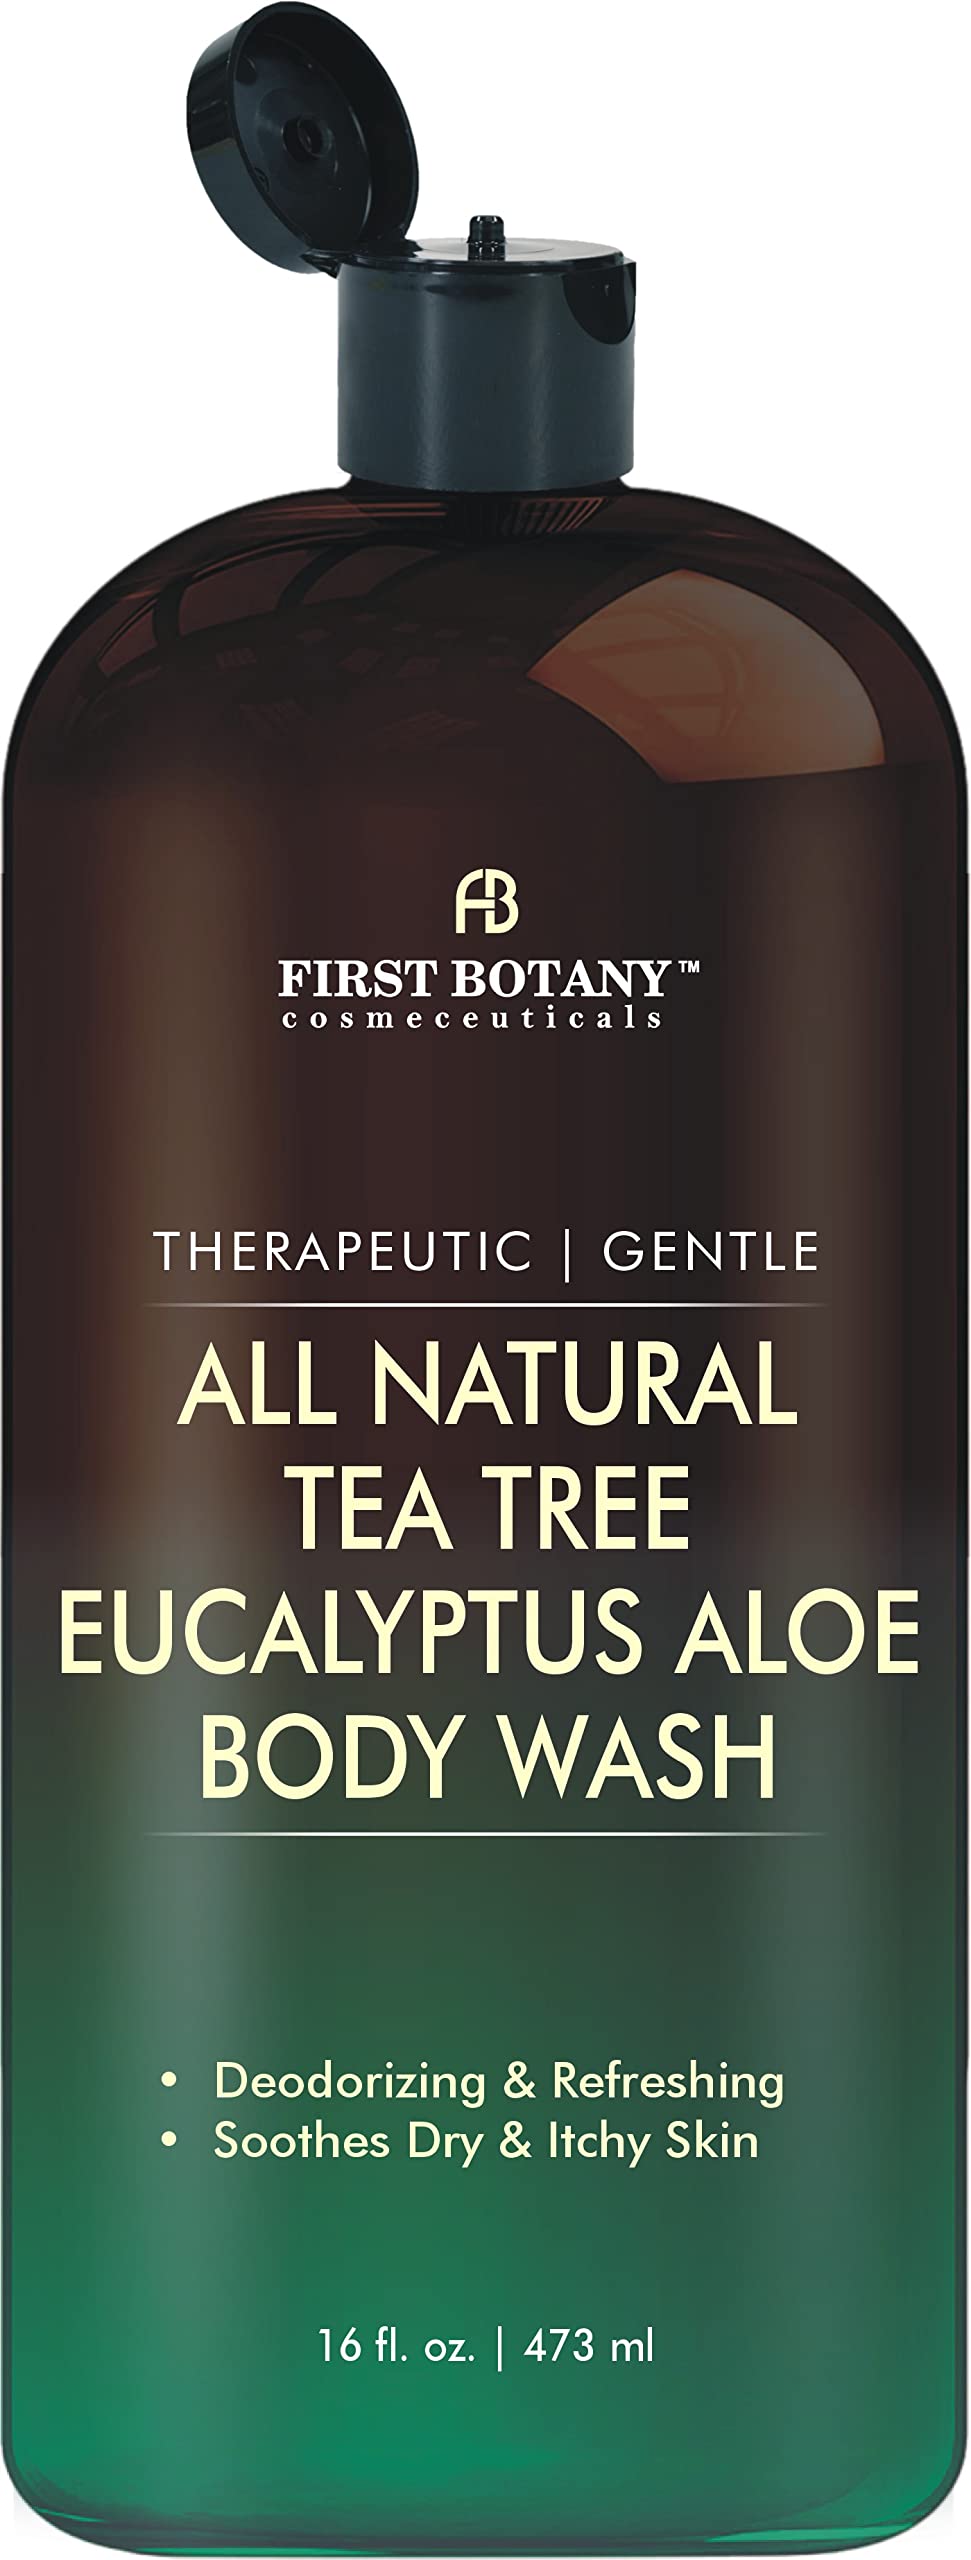 AB
FIRST BOTANY™
cosmeceuticals
THERAPEUTIC | GENTLE
ALL NATURAL
TEA TREE
EUCALYPTUS ALOE
BODY WASH
• Deodorizing & Refreshing
• Soothes Dry & Itchy Skin
16 fl. oz. | 473 ml